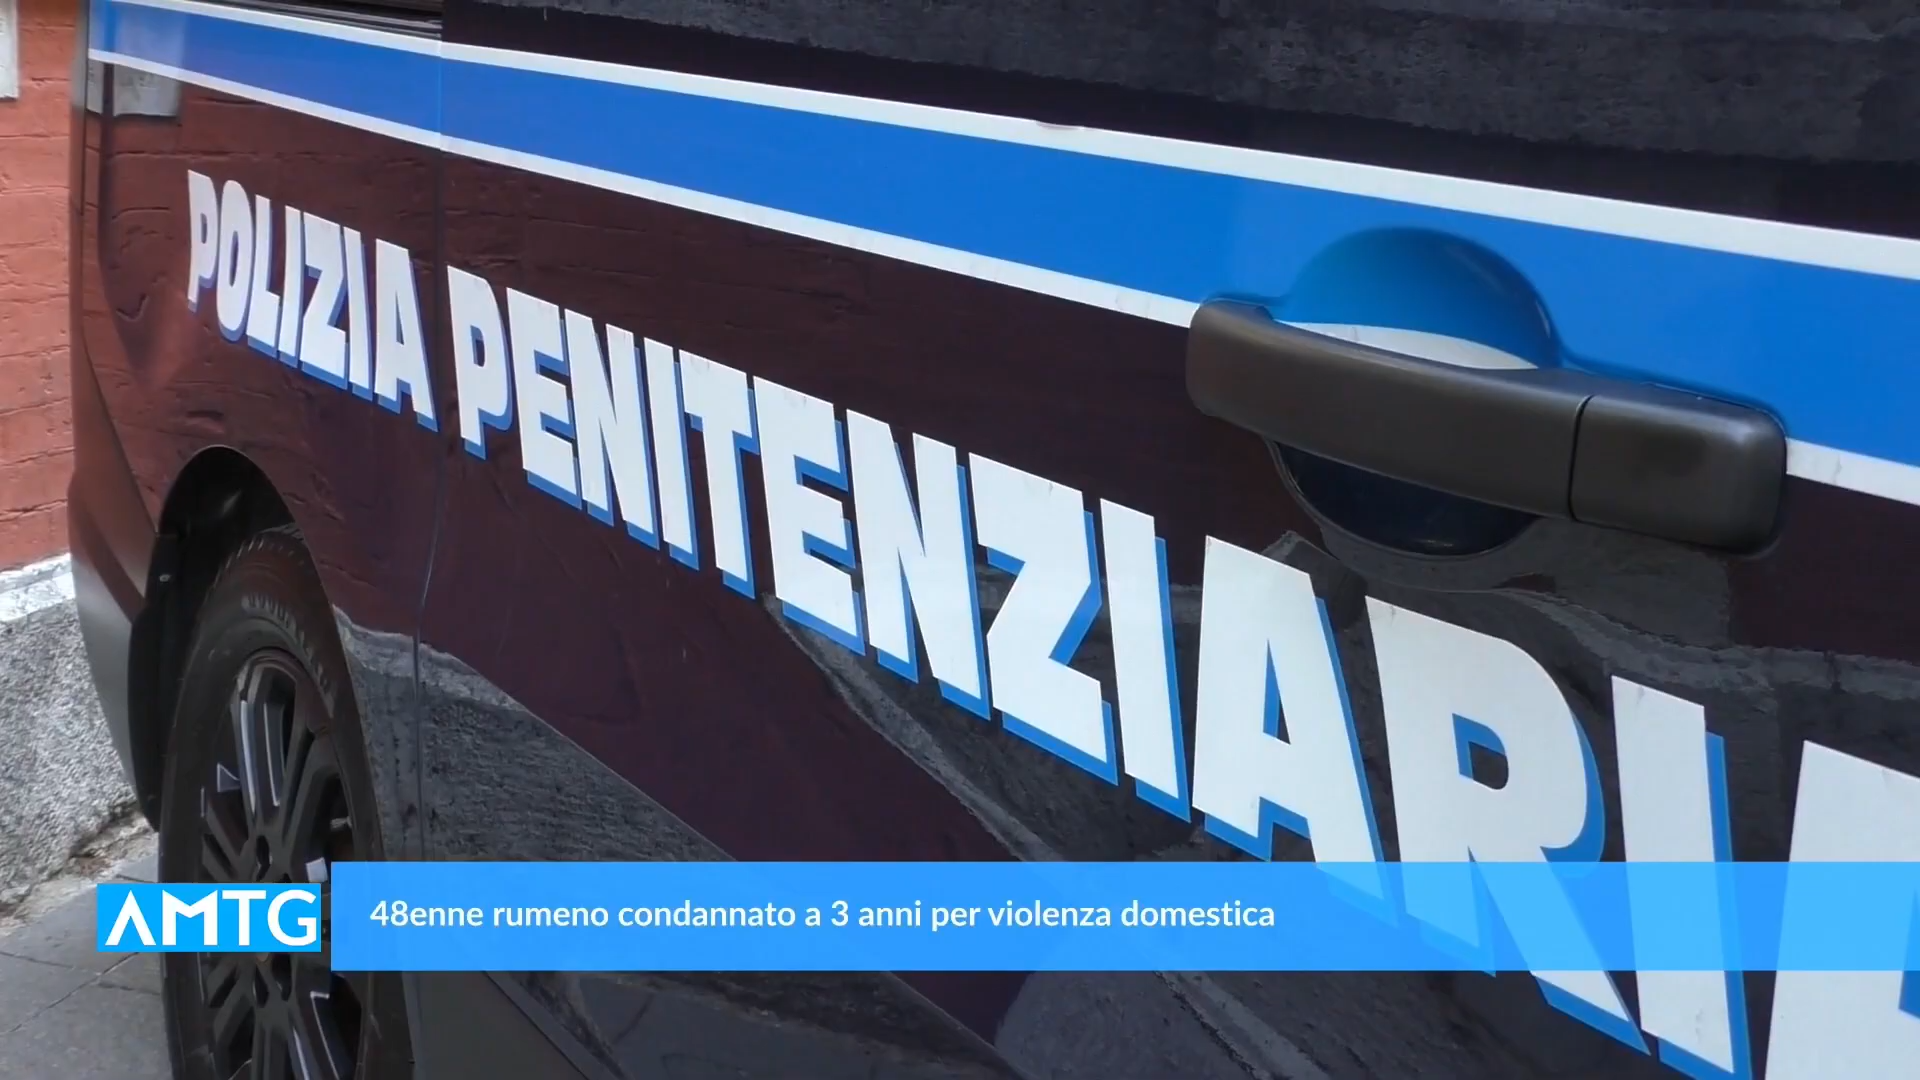 POLIZIA PENITENZIARIA
AMTG
48enne rumeno condannato a 3 anni per violenza domestica